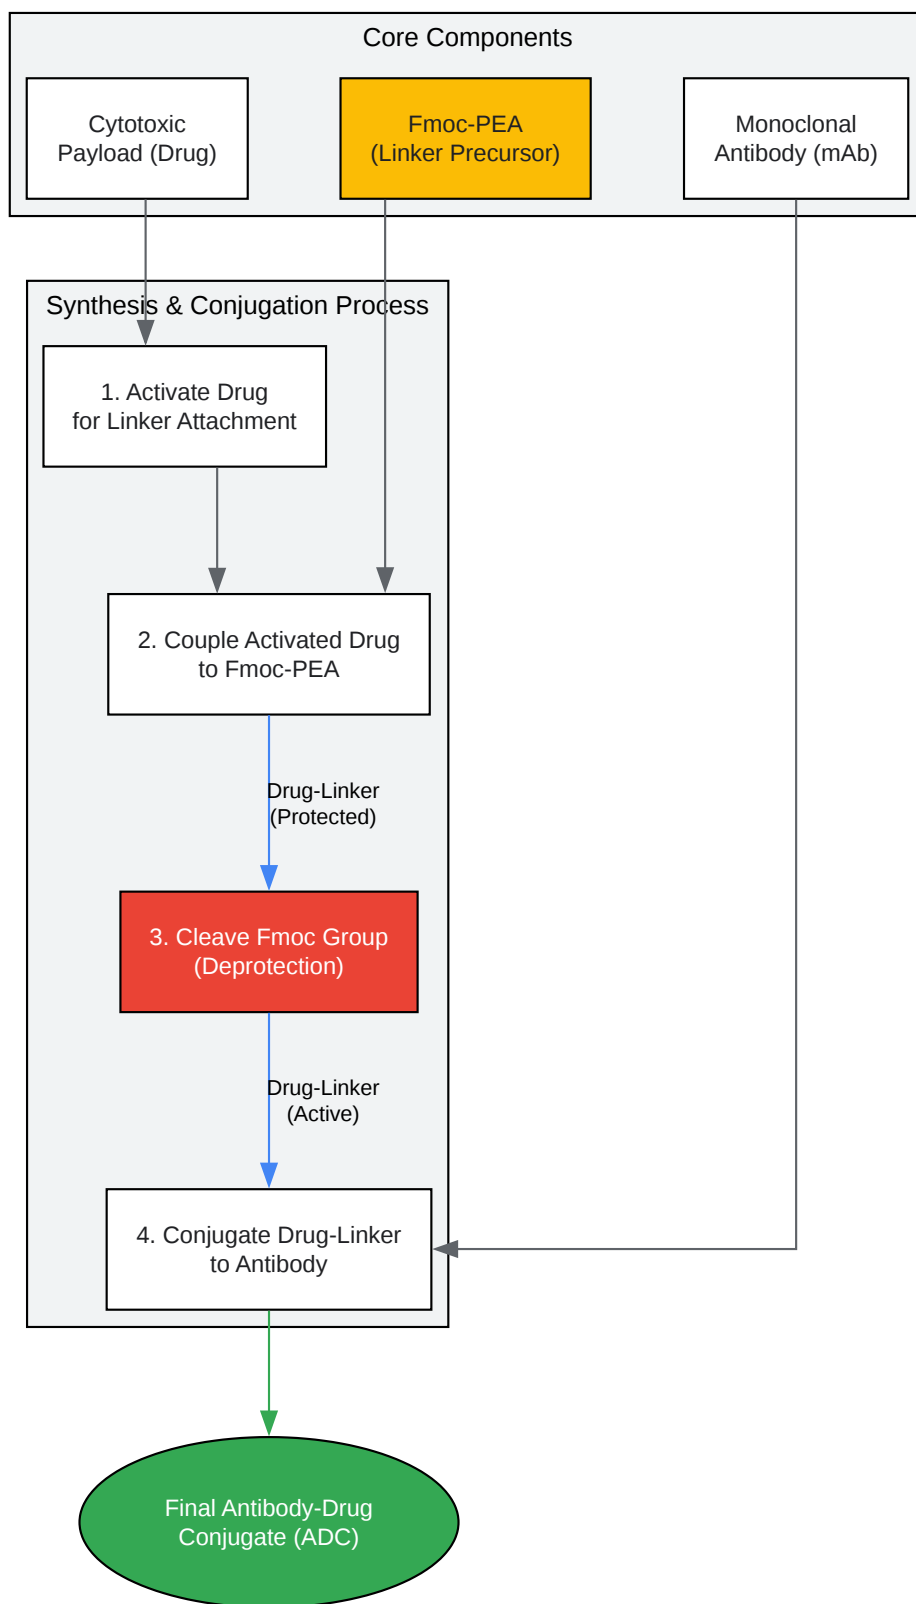 Core Components
Cytotoxic
Payload (Drug)
Fmoc-PEA
(Linker Precursor)
Monoclonal
Antibody (mAb)
Synthesis & Conjugation Process
1. Activate Drug
for Linker Attachment
2. Couple Activated Drug
to Fmoc-PEA
Drug-Linker
(Protected)
3. Cleave Fmoc Group
(Deprotection)
Drug-Linker
(Active)
4. Conjugate Drug-Linker
to Antibody
Final Antibody-Drug
Conjugate (ADC)